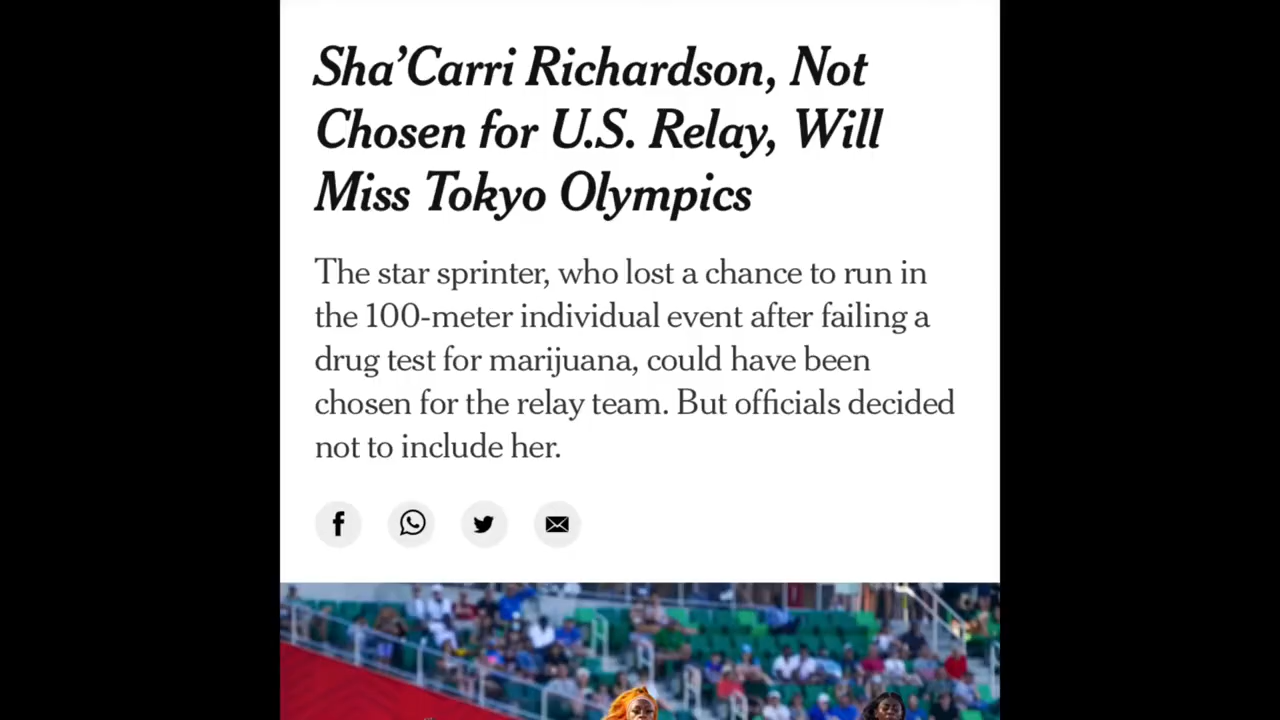 Sha’Carri Richardson, Not
Chosen for U.S. Relay, Will
Miss Tokyo Olympics
The star sprinter, who lost a chance to run in
the 100-meter individual event after failing a
drug test for marijuana, could have been
chosen for the relay team. But officials decided
not to include her.